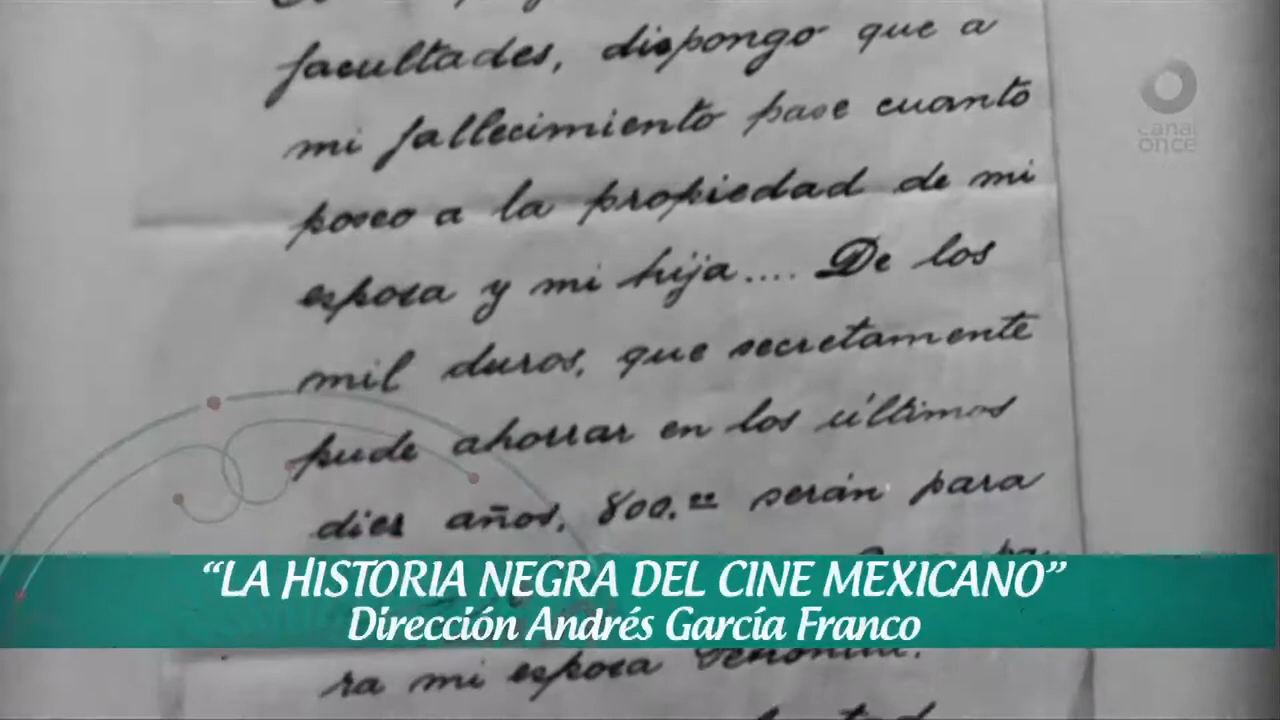 facultades, dispongo que a
mi fallecimiento pase cuanto
poseo a la propiedad de mi
esposa y mi hija.... De los
mil duros, que secretamente
pude ahorrar en los últimos
diez años, 800.00 serán para
ra mi esposa
canal
once
“LA HISTORIA NEGRA DEL CINE MEXICANO”
Dirección Andrés García Franco